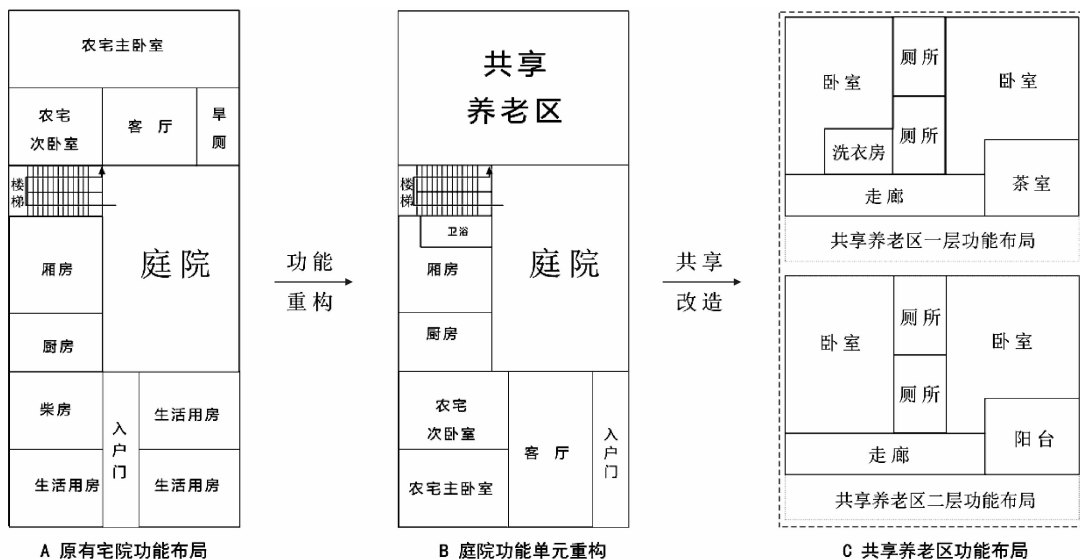 农宅主卧室
农宅
次卧室
客 厅
旱
厕
楼
梯
厢房
庭院
厨房
柴房
入
户
门
生活用房
生活用房
生活用房
A 原有宅院功能布局
功能
重构
共享
养老区
楼
梯
卫浴
厢房
庭院
厨房
农宅
次卧室
客 厅
入
户
门
农宅主卧室
B 庭院功能单元重构
共享
改造
卧室
厕所
卧室
厕所
洗衣房
茶室
走廊
共享养老区一层功能布局
卧室
厕所
卧室
厕所
阳台
走廊
共享养老区二层功能布局
C 共享养老区功能布局